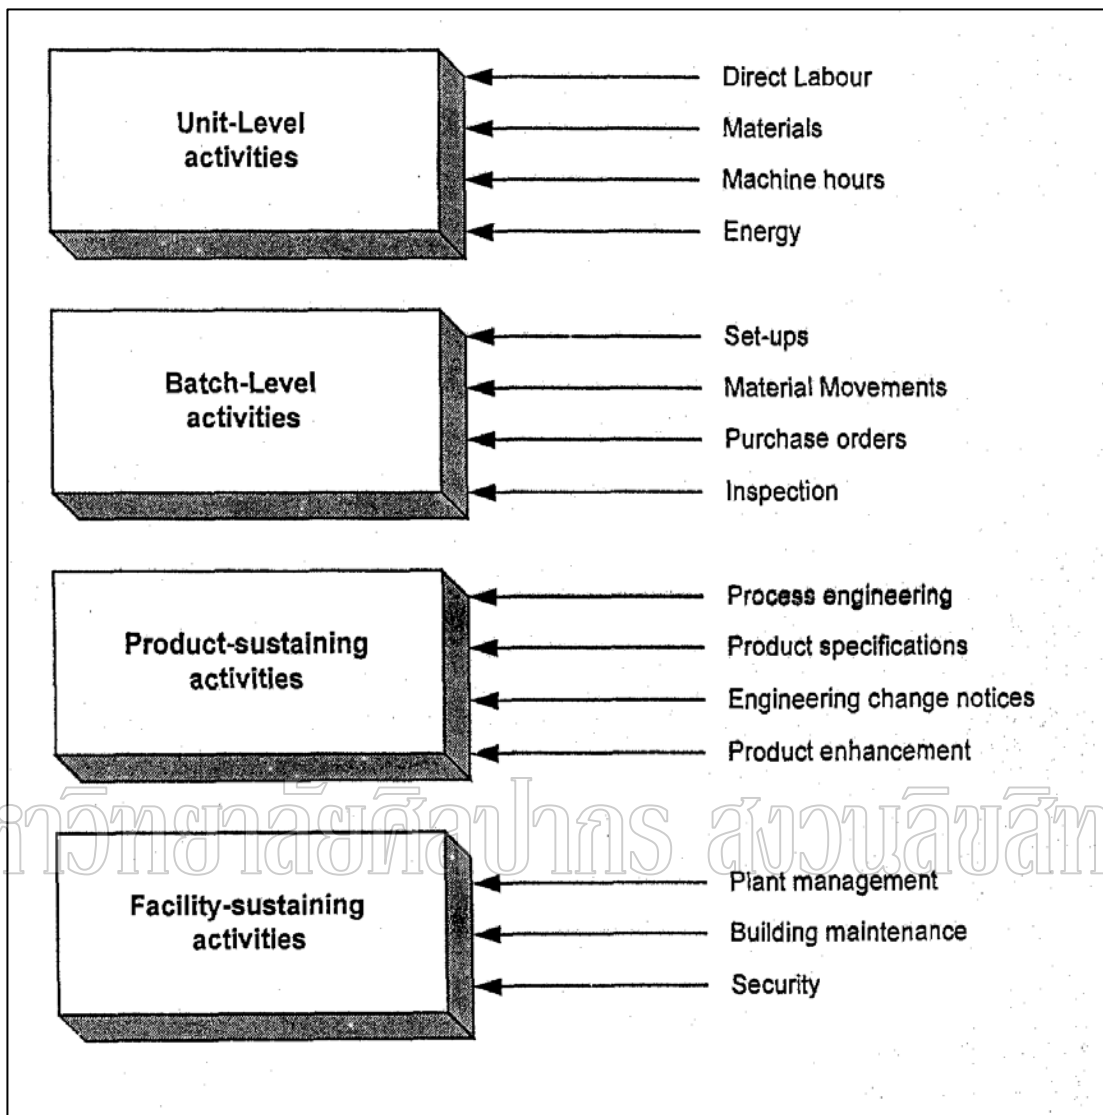 Unit-Level
activities
Direct Labour
Materials
Machine hours
Energy
Batch-Level
activities
Set-ups
Material Movements
Purchase orders
Inspection
Product-sustaining
activities
Process engineering
Product specifications
Engineering change notices
Product enhancement
Facility-sustaining
activities
Plant management
Building maintenance
Security